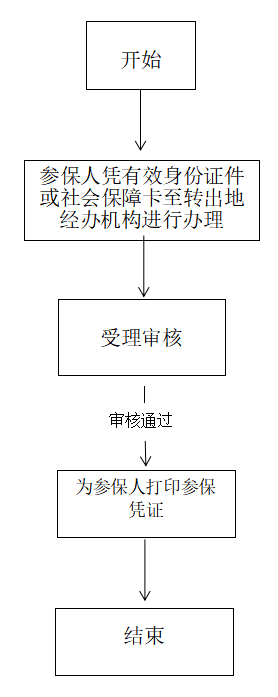 开始
参保人凭有效身份证件
或社会保障卡至转出地
经办机构进行办理
受理审核
审核通过
为参保人打印参保
凭证
结束